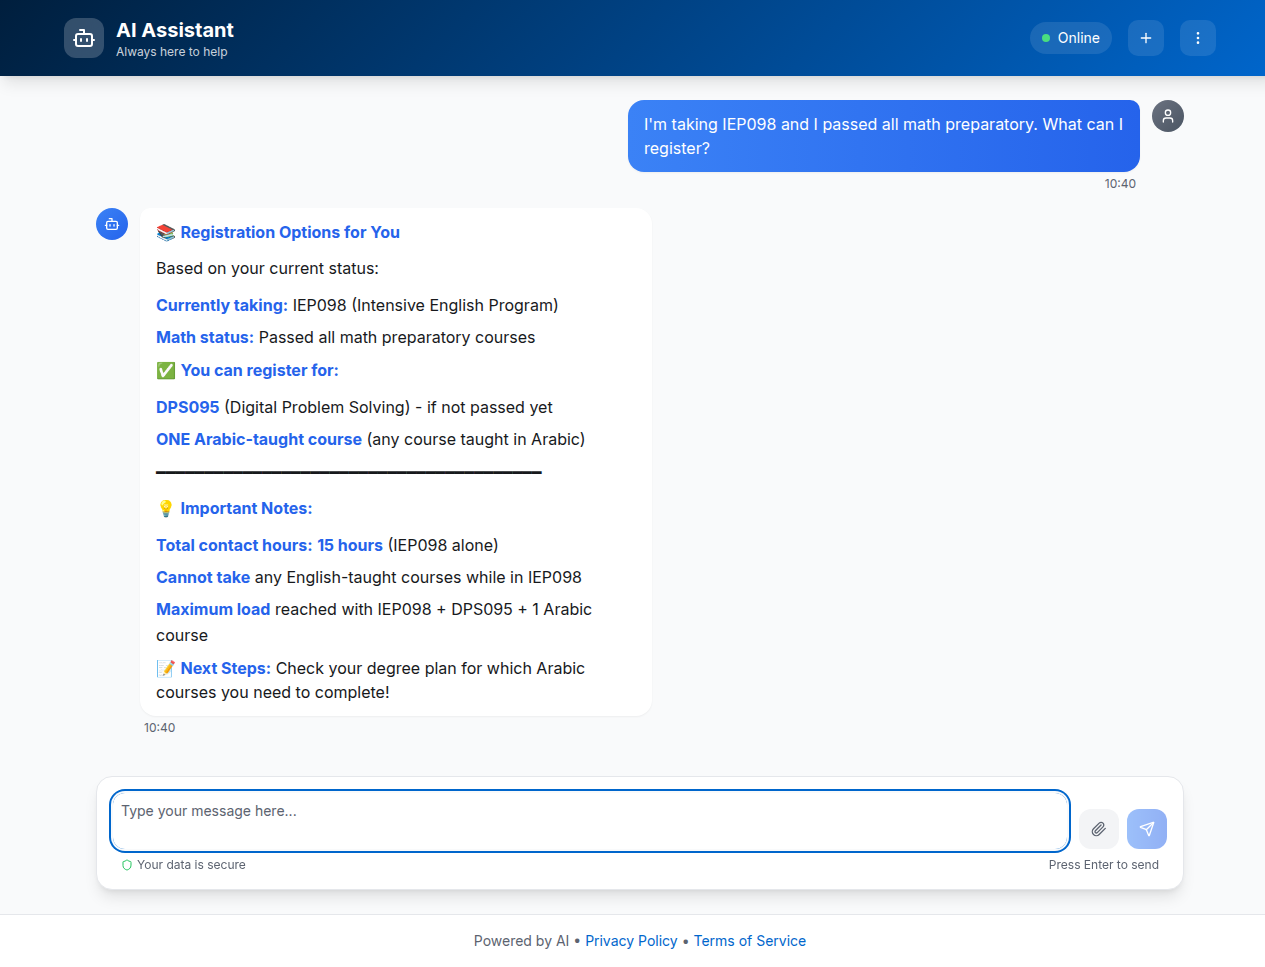 AI Assistant
Always here to help
Online
I'm taking IEP098 and I passed all math preparatory. What can I
register?
10:40
📚 Registration Options for You
Based on your current status:
Currently taking: IEP098 (Intensive English Program)
Math status: Passed all math preparatory courses
✅ You can register for:
DPS095 (Digital Problem Solving) - if not passed yet
ONE Arabic-taught course (any course taught in Arabic)
💡 Important Notes:
Total contact hours: 15 hours (IEP098 alone)
Cannot take any English-taught courses while in IEP098
Maximum load reached with IEP098 + DPS095 + 1 Arabic
course
📝 Next Steps: Check your degree plan for which Arabic
courses you need to complete!
10:40
Type your message here...
Your data is secure
Press Enter to send
Powered by AI • Privacy Policy • Terms of Service